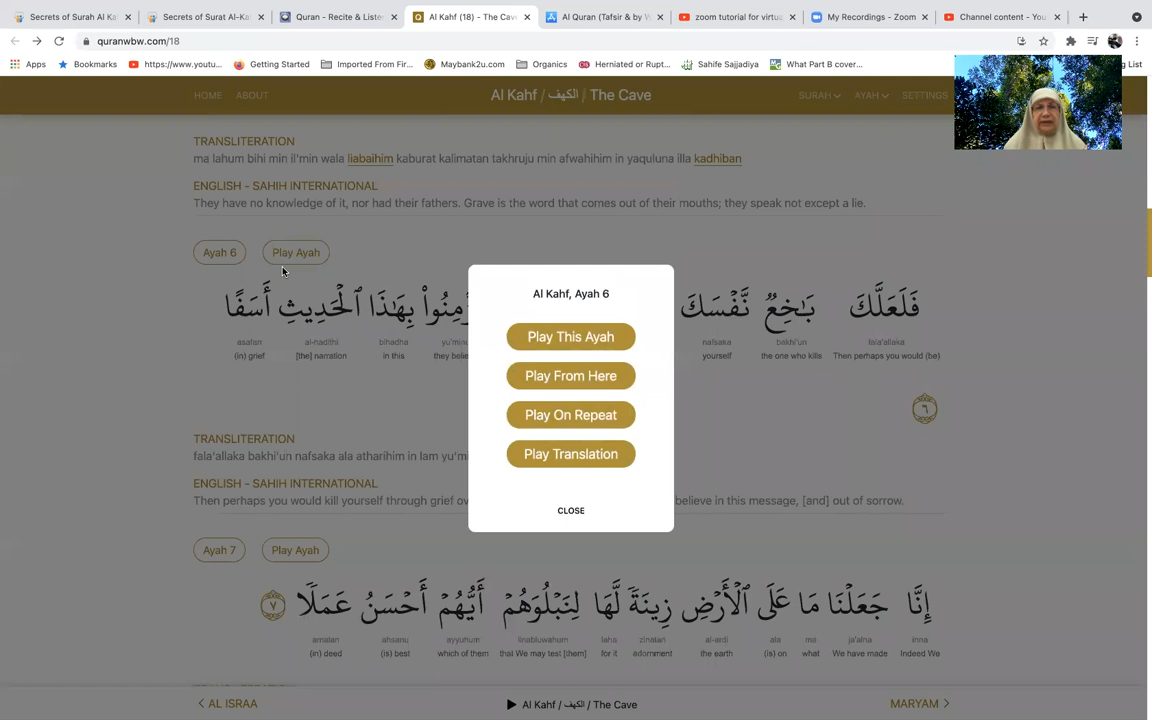 Secrets of Surah Al Ka
Secrets of Surat Al-Ka
Quran - Recite & Liste
Al Kahf (18) - The Cav
Al Quran (Tafsir & by W
zoom tutorial for virtua
My Recordings - Zoom
Channel content - You
quranwbw.com/18
Apps
Bookmarks
https://www.youtu...
Getting Started
Imported From Fir...
Maybank2u.com
Organics
Herniated or Rupt...
Sahife Sajjadiya
What Part B cover...
List
HOME
ABOUT
Al Kahf / الكهف / The Cave
SURAH
AYAH
SETTINGS
TRANSLITERATION
ma lahum bihi min il'min wala liabaihim kaburat kalimatan takhruju min afwahihim in yaquluna illa kadhiban
ENGLISH - SAHIH INTERNATIONAL
They have no knowledge of it, nor had their fathers. Grave is the word that comes out of their mouths; they speak not except a lie.
Ayah 6
Play Ayah
فَلَعَلَّكَ بَـٰخِعٌ نَّفْسَكَ
بِهَـٰذَا ٱلْحَدِيثِ أَسَفًا
fala'allaka
bakhi'un
nafsaka
yu'minu
bihadha
al-hadithi
asafan
Then perhaps you would (be)
the one who kills
yourself
they belie
in this
[the] narration
(in) grief
٦
TRANSLITERATION
fala'allaka bakhi'un nafsaka ala atharihim in lam yu'mi
ENGLISH - SAHIH INTERNATIONAL
Then perhaps you would kill yourself through grief ov
believe in this message, [and] out of sorrow.
Al Kahf, Ayah 6
Play This Ayah
Play From Here
Play On Repeat
Play Translation
CLOSE
Ayah 7
Play Ayah
إِنَّا جَعَلْنَا مَا عَلَى ٱلْأَرْضِ زِينَةً لَّهَا لِنَبْلُوَهُمْ أَيُّهُمْ أَحْسَنُ عَمَلًا ٧
inna
ja'alna
ma
ala
al-ardi
zinatan
laha
linabluwahum
ayyuhum
ahsanu
amalan
Indeed We
We have made
what
(is) on
the earth
adornment
for it
that We may test [them]
which of them
(is) best
(in) deed
AL ISRAA
Al Kahf / الكهف / The Cave
MARYAM